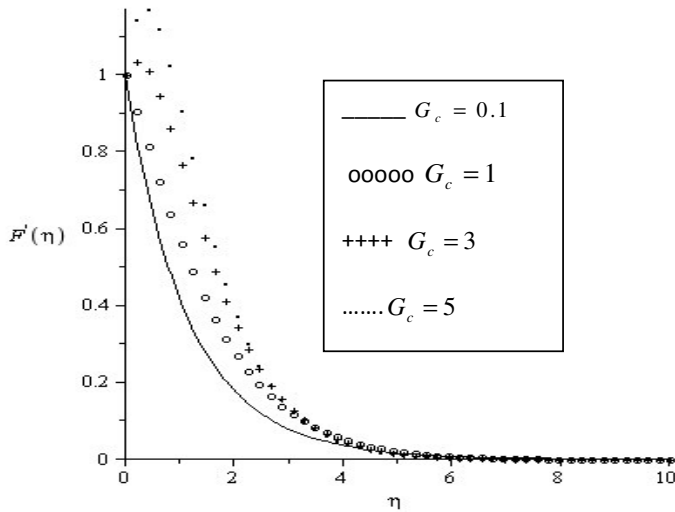 1
0.8
F'(η)
0.6
0.4
0.2
0
0 2 4 6 8 10
η
_____ G_c = 0.1
ooooo G_c = 1
++++ G_c = 3
....... G_c = 5